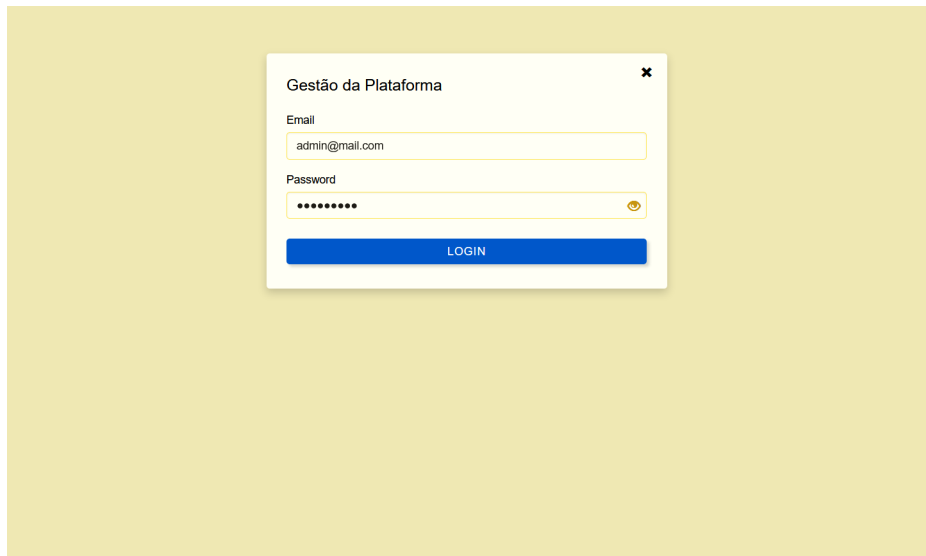 Gestão da Plataforma
Email
admin@mail.com
Password
•••••••••
LOGIN